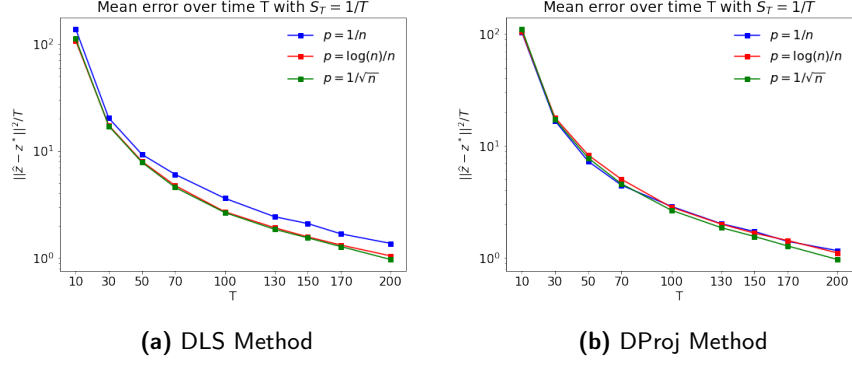 Mean error over time T with $S_T = 1/T$
$10^2$
$10^1$
$10^0$
$||\hat{z} - z^*||^2/T$
$p = 1/n$
$p = \log(n)/n$
$p = 1/\sqrt{n}$
10 30 50 70 100 130 150 170 200
T
(a) DLS Method
Mean error over time T with $S_T = 1/T$
$10^2$
$10^1$
$10^0$
$||\hat{z} - z^*||^2/T$
$p = 1/n$
$p = \log(n)/n$
$p = 1/\sqrt{n}$
10 30 50 70 100 130 150 170 200
T
(b) DProj Method